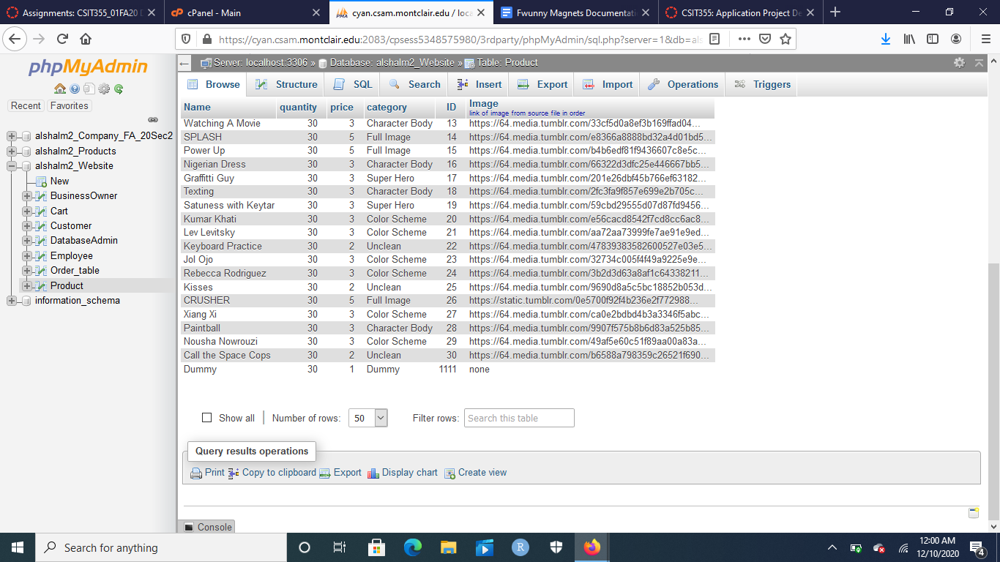 Assignments: CSIT355_01FA20 D
cPanel - Main
cyan.csam.montclair.edu / loca
Fwunny Magnets Documentati
CSIT355: Application Project De
https://cyan.csam.montclair.edu:2083/cpsess5348575980/3rdparty/phpMyAdmin/sql.php?server=1&db=als
phpMyAdmin
Recent Favorites
alshalm2_Company_FA_20Sec2
alshalm2_Products
alshalm2_Website
New
BusinessOwner
Cart
Customer
DatabaseAdmin
Employee
Order_table
Product
information_schema
Server: localhost:3306 » Database: alshalm2_Website » Table: Product
Browse Structure SQL Search Insert Export Import Operations Triggers
Name quantity price category ID Image
link of image from source file in order
Watching A Movie 30 3 Character Body 13 https://64.media.tumblr.com/33cf5d0a8ef3b169ffad04...
SPLASH 30 5 Full Image 14 https://64.media.tumblr.com/e8366a8888bd32a4d01bd5...
Power Up 30 5 Full Image 15 https://64.media.tumblr.com/b4b6edf81f9436607c8e5c...
Nigerian Dress 30 3 Character Body 16 https://64.media.tumblr.com/66322d3dfc25e446667bb5...
Graffitti Guy 30 3 Super Hero 17 https://64.media.tumblr.com/201e26dbf45b766ef63182...
Texting 30 3 Character Body 18 https://64.media.tumblr.com/2fc3fa9f857e699e2b705c...
Satuness with Keytar 30 3 Super Hero 19 https://64.media.tumblr.com/59cbd29555d07d87fd9456...
Kumar Khati 30 3 Color Scheme 20 https://64.media.tumblr.com/e56cacd8542f7cd8cc6ac8...
Lev Levitsky 30 3 Color Scheme 21 https://64.media.tumblr.com/aa72aa73999fe7ae91e9ed...
Keyboard Practice 30 2 Unclean 22 https://64.media.tumblr.com/47839383582600527e03e5...
Jol Ojo 30 3 Color Scheme 23 https://64.media.tumblr.com/32734c005f4f49a9225e9e...
Rebecca Rodriguez 30 3 Color Scheme 24 https://64.media.tumblr.com/3b2d3d63a8af1c64338211...
Kisses 30 2 Unclean 25 https://64.media.tumblr.com/9690d8a5c5bc18852b053d...
CRUSHER 30 5 Full Image 26 https://static.tumblr.com/0e5700f92f4b236e2f772988...
Xiang Xi 30 3 Color Scheme 27 https://64.media.tumblr.com/ca0e2bdbd4b3a3346f5abc...
Paintball 30 3 Character Body 28 https://64.media.tumblr.com/9907f575b8b6d83a525b85...
Nousha Nowrouzi 30 3 Color Scheme 29 https://64.media.tumblr.com/49af5e60c51f89aa00a83a...
Call the Space Cops 30 2 Unclean 30 https://64.media.tumblr.com/b6588a798359c26521f690...
Dummy 30 1 Dummy 1111 none
Show all Number of rows: 50 Filter rows: Search this table
Query results operations
Print Copy to clipboard Export Display chart Create view
Console
Search for anything
R
12:00 AM
12/10/2020
4